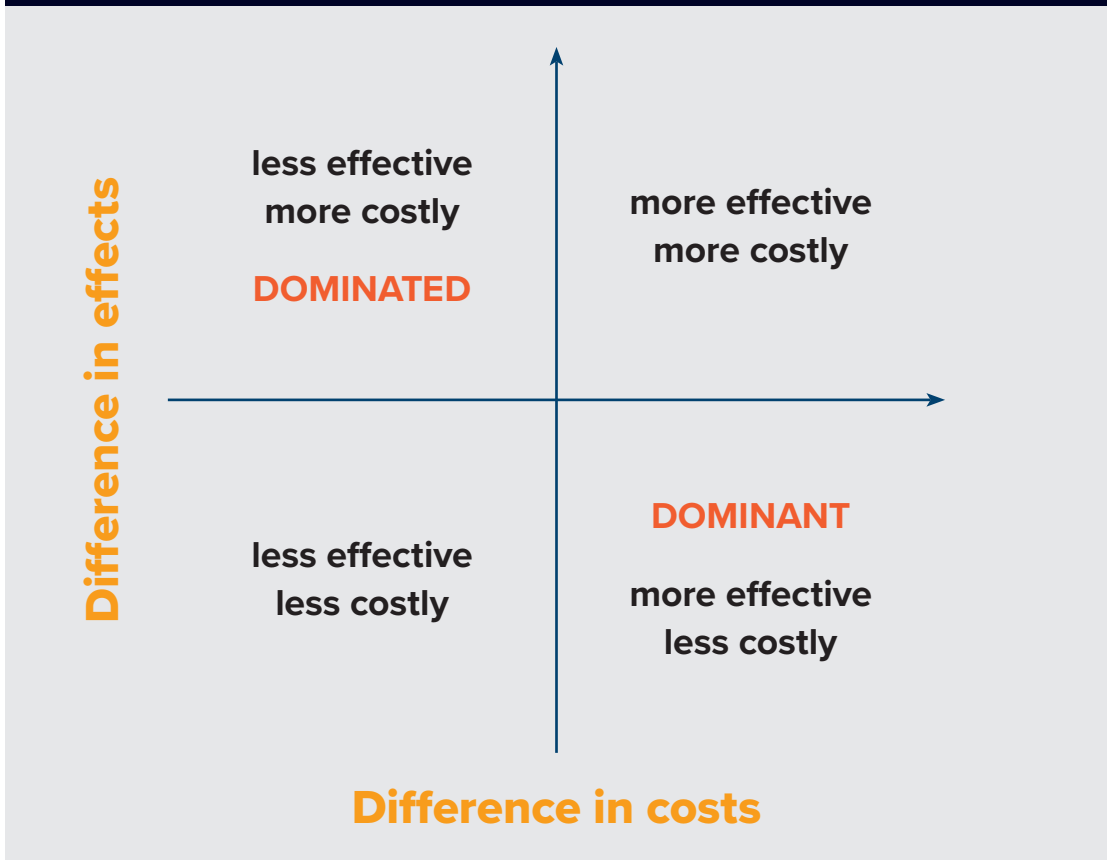 less effective
more costly
DOMINATED
more effective
more costly
Difference in effects
less effective
less costly
DOMINANT
more effective
less costly
Difference in costs